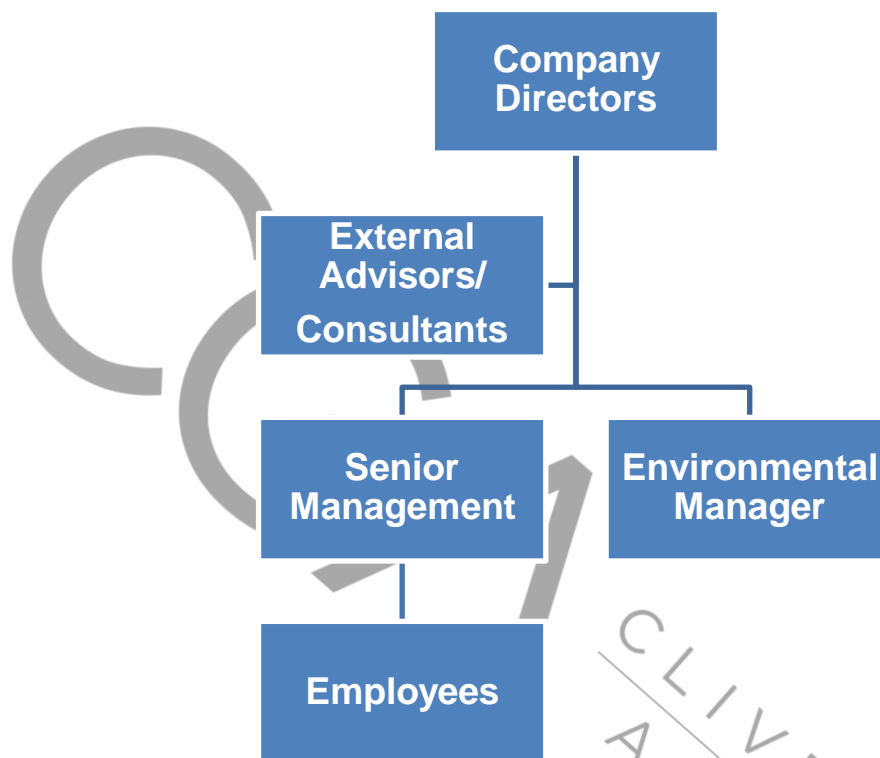 Company
Directors
External
Advisors/
Consultants
Senior
Management
Environmental
Manager
Employees
C L I V
A